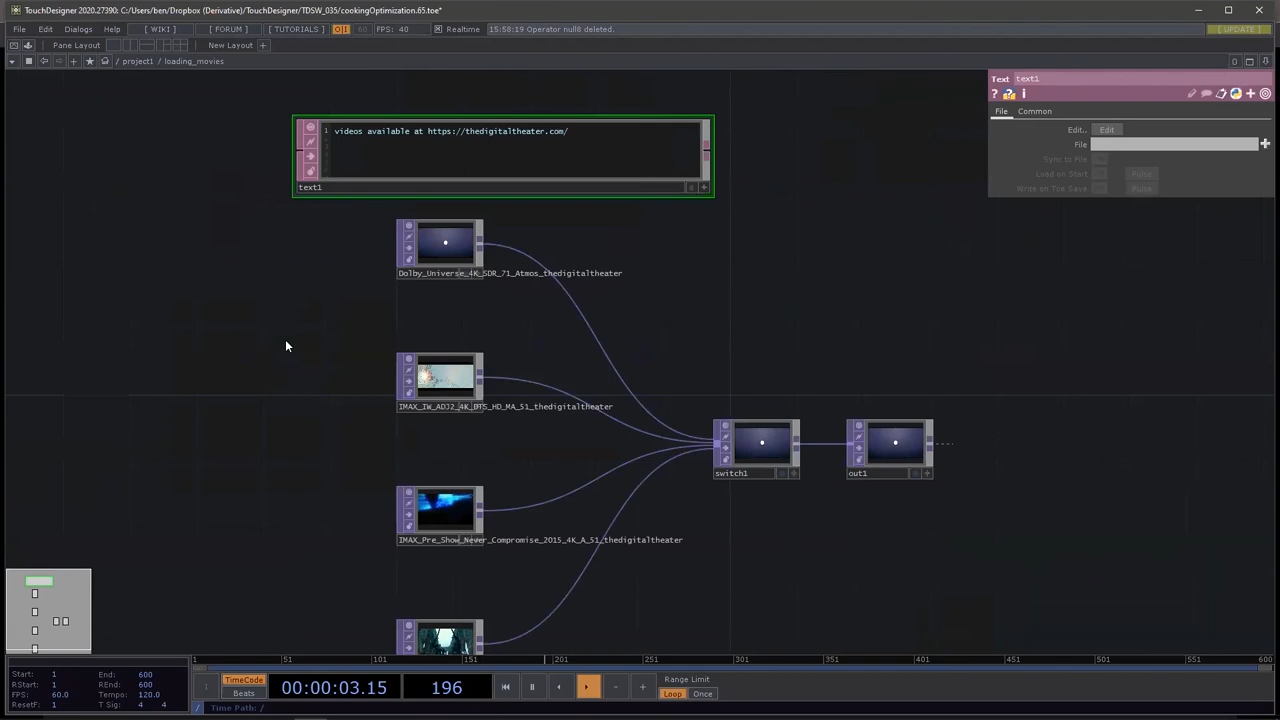 TouchDesigner 2020.27390: C:/Users/ben/Dropbox (Derivative)/TouchDesigner/TDSW_035/cookingOptimization.65.toe*
File Edit Dialogs Help [ WIKI ] [ FORUM ] [ TUTORIALS ] O|I 60 FPS: 40 Realtime 15:58:19 Operator null8 deleted. [ UPDATE ]
Pane Layout New Layout +
/ project1 / loading_movies 0
Text text1
? i
File Common
Edit.. Edit
File
Sync to File
Load on Start Pulse
Write on Toe Save Pulse
1 videos available at https://thedigitaltheater.com/
text1
Dolby_Universe_4K_SDR_71_Atmos_thedigitaltheater
IMAX_IW_ADJ2_4K_DTS_HD_MA_51_thedigitaltheater
switch1 out1
IMAX_Pre_Show_Never_Compromise_2015_4K_A_51_thedigitaltheater
1 51 101 151 201 251 301 351 401 451 501 551 600
Start: 1 End: 600
RStart: 1 REnd: 600
FPS: 60.0 Tempo: 120.0
ResetF: 1 T Sig: 4 4
TimeCode
Beats
00:00:03.15 196
Range Limit
Loop Once
/ Time Path: /